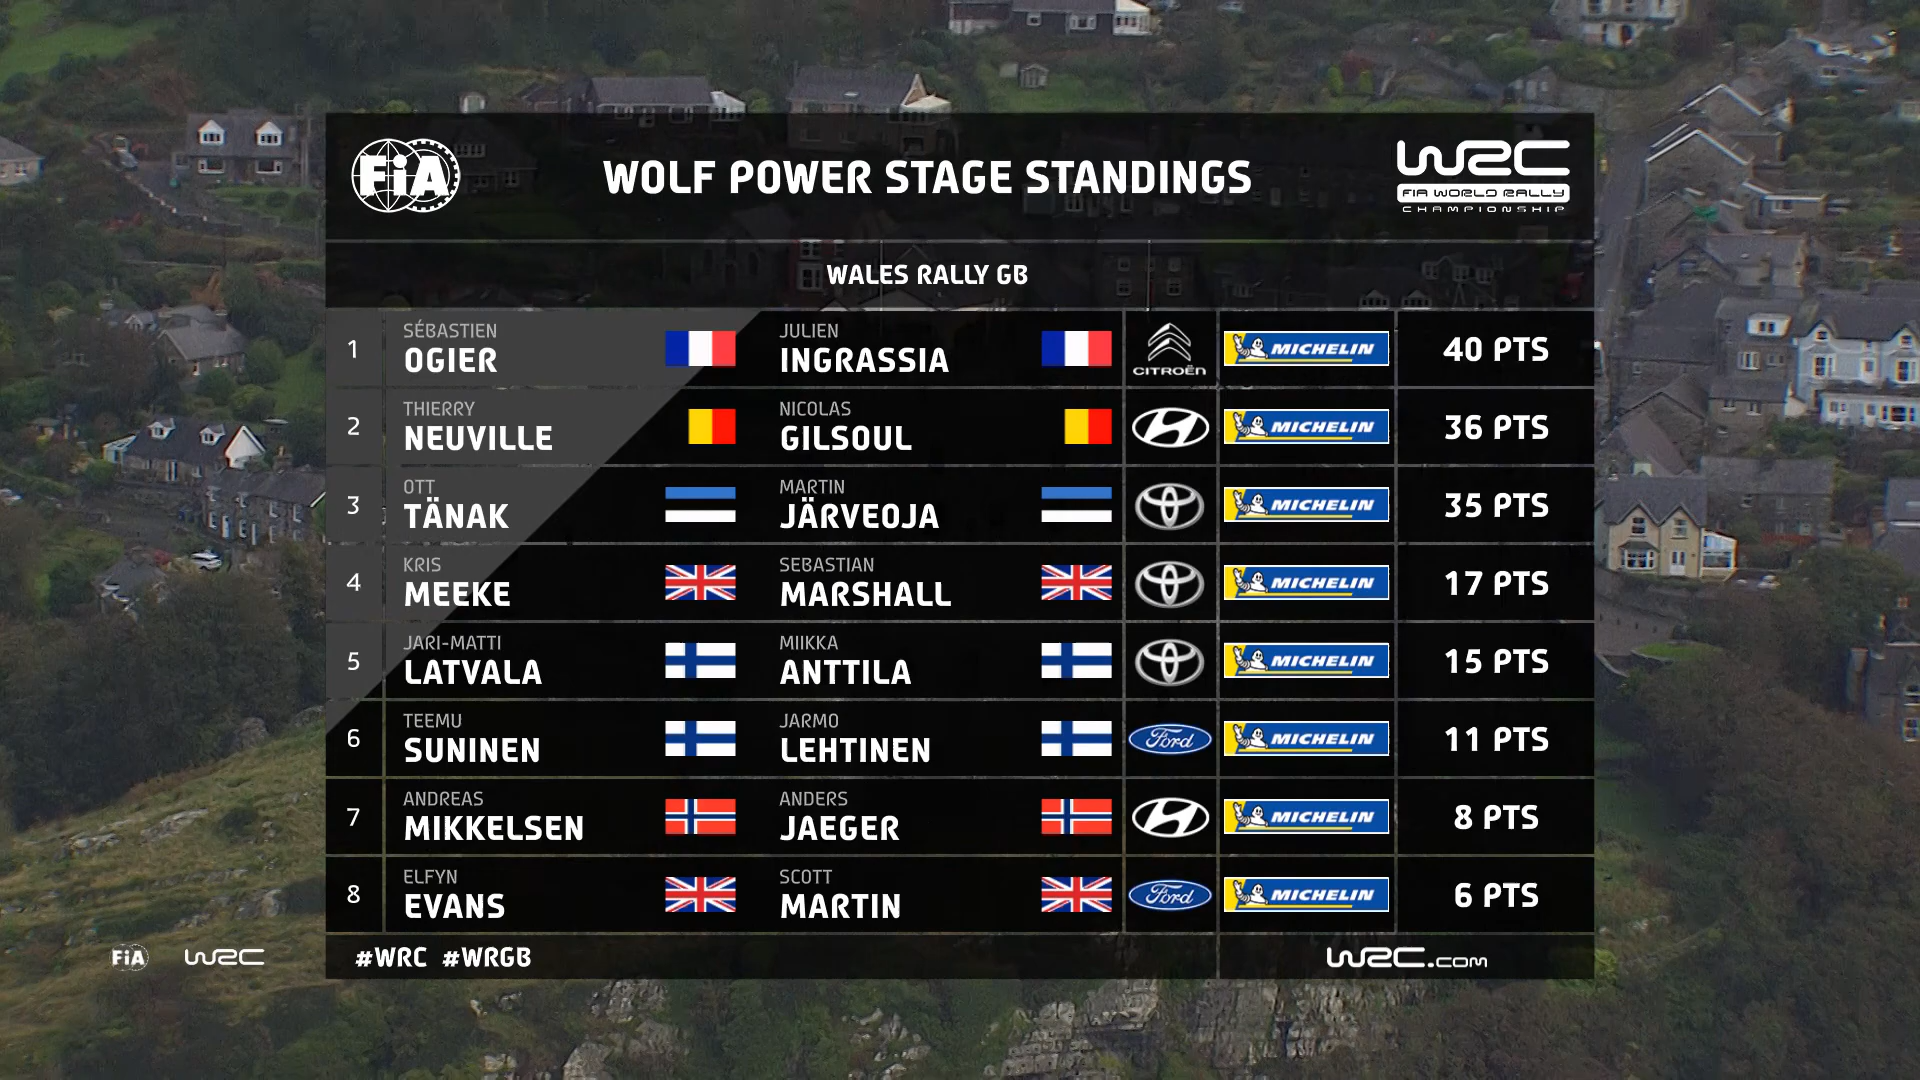 FiA
WOLF POWER STAGE STANDINGS
WRC
FIA WORLD RALLY
CHAMPIONSHIP
WALES RALLY GB
1 SÉBASTIEN OGIER JULIEN INGRASSIA CITROËN MICHELIN 40 PTS
2 THIERRY NEUVILLE NICOLAS GILSOUL MICHELIN 36 PTS
3 OTT TÄNAK MARTIN JÄRVEOJA MICHELIN 35 PTS
4 KRIS MEEKE SEBASTIAN MARSHALL MICHELIN 17 PTS
5 JARI-MATTI LATVALA MIIKKA ANTTILA MICHELIN 15 PTS
6 TEEMU SUNINEN JARMO LEHTINEN Ford MICHELIN 11 PTS
7 ANDREAS MIKKELSEN ANDERS JAEGER MICHELIN 8 PTS
8 ELFYN EVANS SCOTT MARTIN Ford MICHELIN 6 PTS
FiA WRC #WRC #WRGB WRC.com